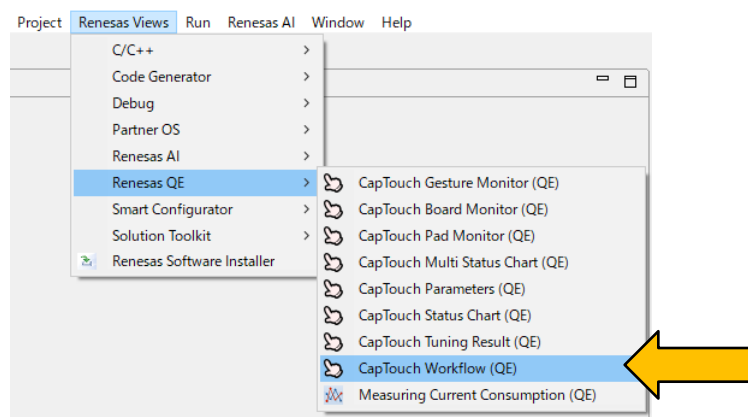 Project Renesas Views Run Renesas AI Window Help
C/C++
Code Generator
Debug
Partner OS
Renesas AI
Renesas QE
Smart Configurator
Solution Toolkit
Renesas Software Installer
CapTouch Gesture Monitor (QE)
CapTouch Board Monitor (QE)
CapTouch Pad Monitor (QE)
CapTouch Multi Status Chart (QE)
CapTouch Parameters (QE)
CapTouch Status Chart (QE)
CapTouch Tuning Result (QE)
CapTouch Workflow (QE)
Measuring Current Consumption (QE)